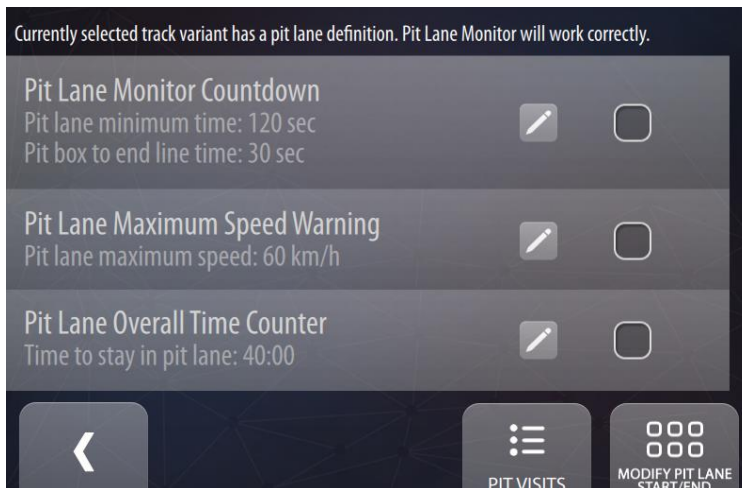 Currently selected track variant has a pit lane definition. Pit Lane Monitor will work correctly.
Pit Lane Monitor Countdown
Pit lane minimum time: 120 sec
Pit box to end line time: 30 sec
Pit Lane Maximum Speed Warning
Pit lane maximum speed: 60 km/h
Pit Lane Overall Time Counter
Time to stay in pit lane: 40:00
PIT VISITS
MODIFY PIT LANE
START/END